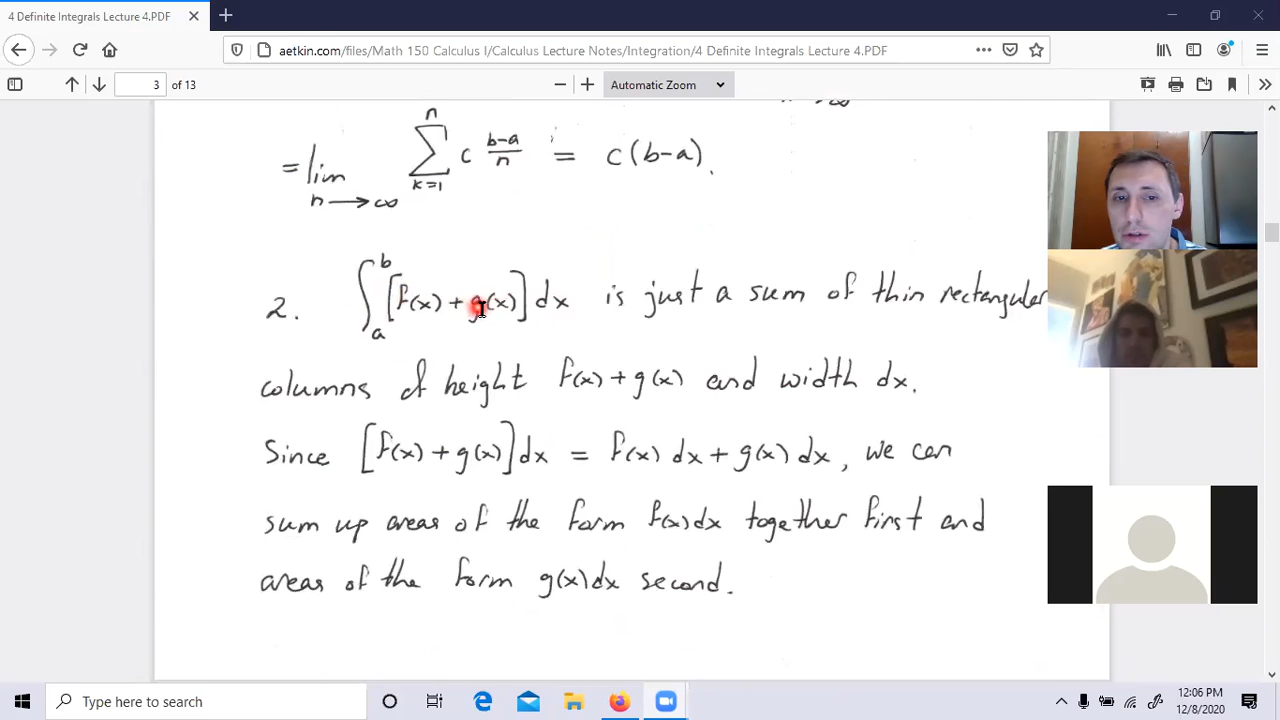 4 Definite Integrals Lecture 4.PDF
aetkin.com/files/Math 150 Calculus I/Calculus Lecture Notes/Integration/4 Definite Integrals Lecture 4.PDF
3 of 13
Automatic Zoom
= lim n→∞ ∑ k=1 n c b-a/n = c(b-a).
2. ∫ a b [f(x) + g(x)] dx is just a sum of thin rectangular
columns of height f(x) + g(x) and width dx.
Since [f(x) + g(x)] dx = f(x) dx + g(x) dx, we can
sum up areas of the form f(x)dx together first and
areas of the form g(x)dx second.
Type here to search
12:06 PM
12/8/2020